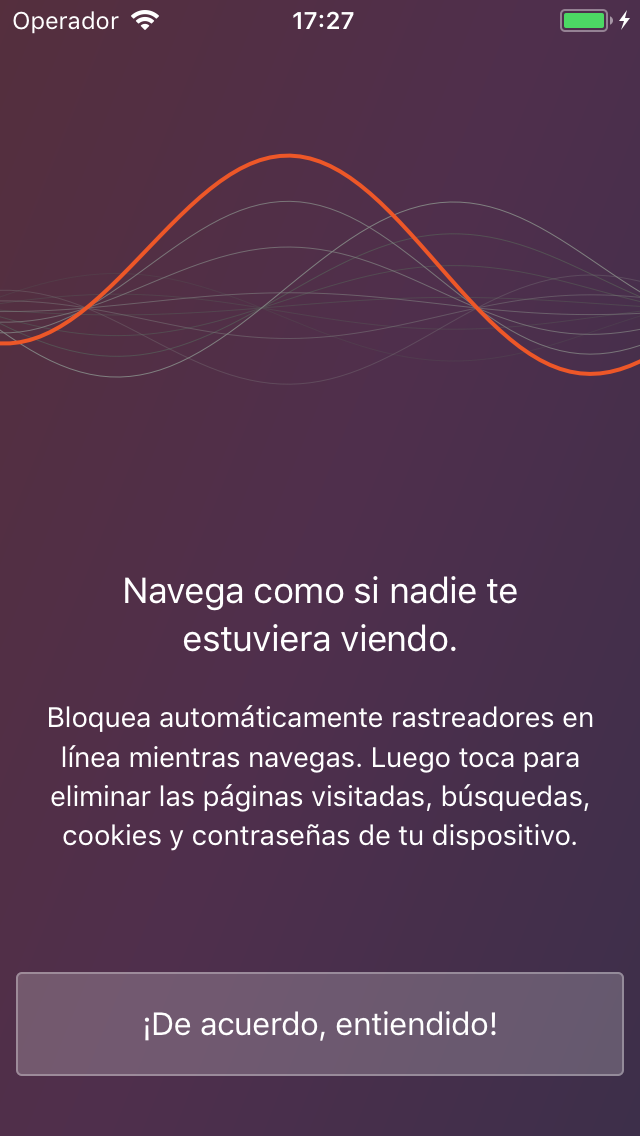 Operador
17:27
Navega como si nadie te
estuviera viendo.
Bloquea automáticamente rastreadores en
línea mientras navegas. Luego toca para
eliminar las páginas visitadas, búsquedas,
cookies y contraseñas de tu dispositivo.
¡De acuerdo, entiendido!